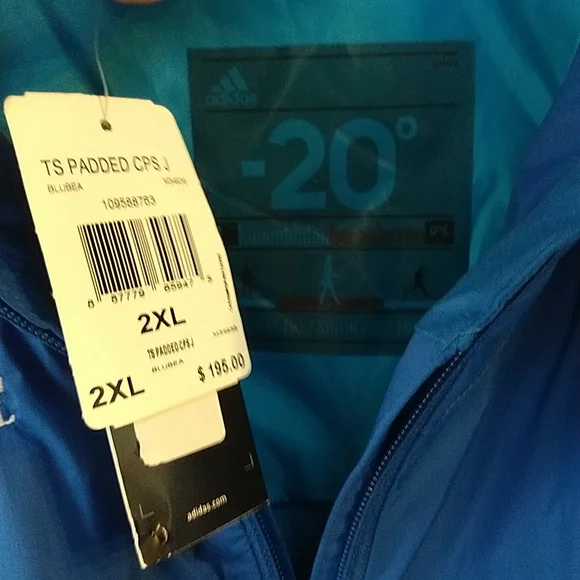 TS PADDED CPS J
BLUBEA
109588763
2XL
TS PADDED CPS J
BLUBEA
2XL
$ 195.00
adidas.com
adidas
-20°